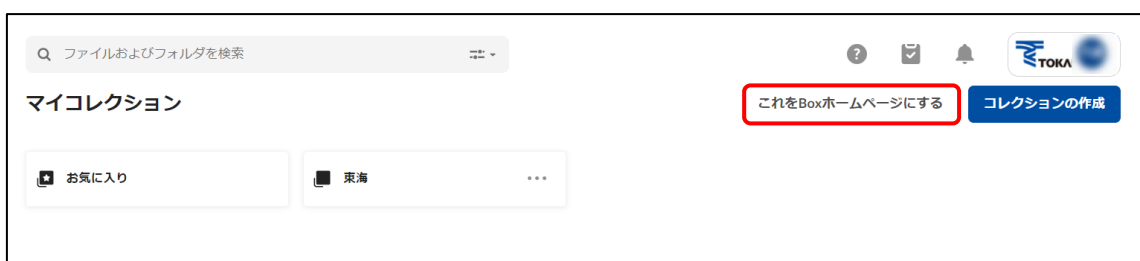 ファイルおよびフォルダを検索
TOKA
マイコレクション
これをBoxホームページにする
コレクションの作成
お気に入り
東海